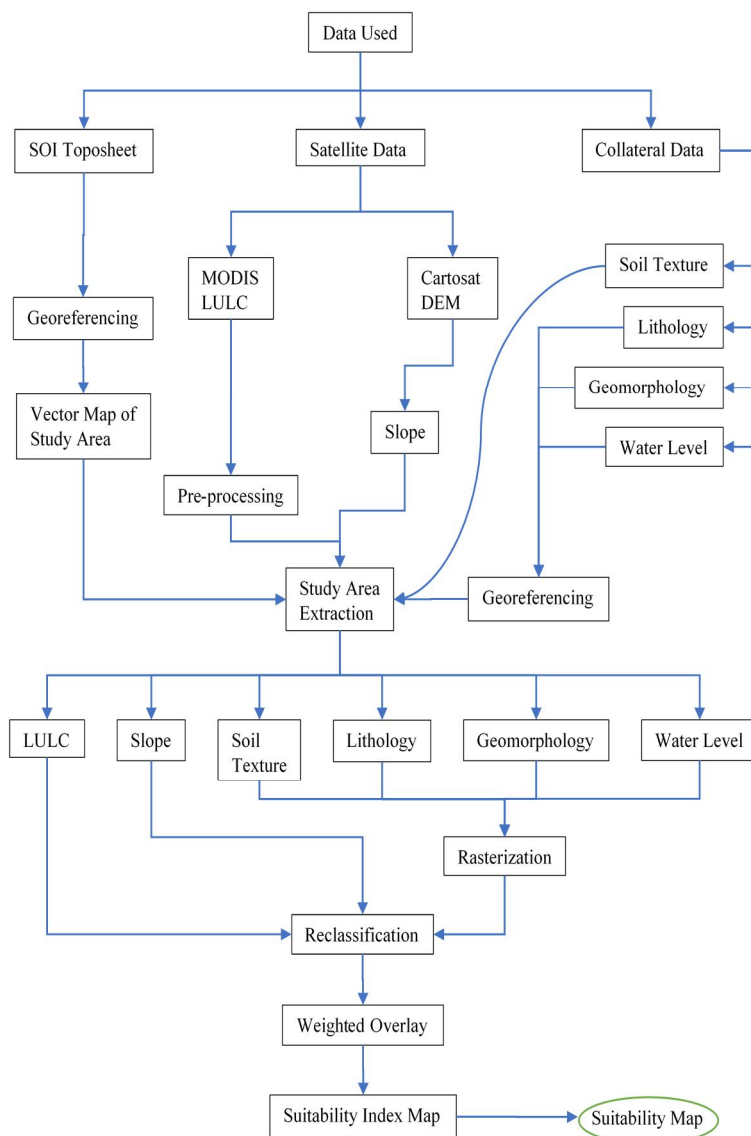 Data Used
SOI Toposheet
Satellite Data
Collateral Data
MODIS
LULC
Cartosat
DEM
Soil Texture
Lithology
Geomorphology
Water Level
Georeferencing
Vector Map of
Study Area
Slope
Pre-processing
Study Area
Extraction
Georeferencing
LULC
Slope
Soil
Texture
Lithology
Geomorphology
Water Level
Rasterization
Reclassification
Weighted Overlay
Suitability Index Map
Suitability Map